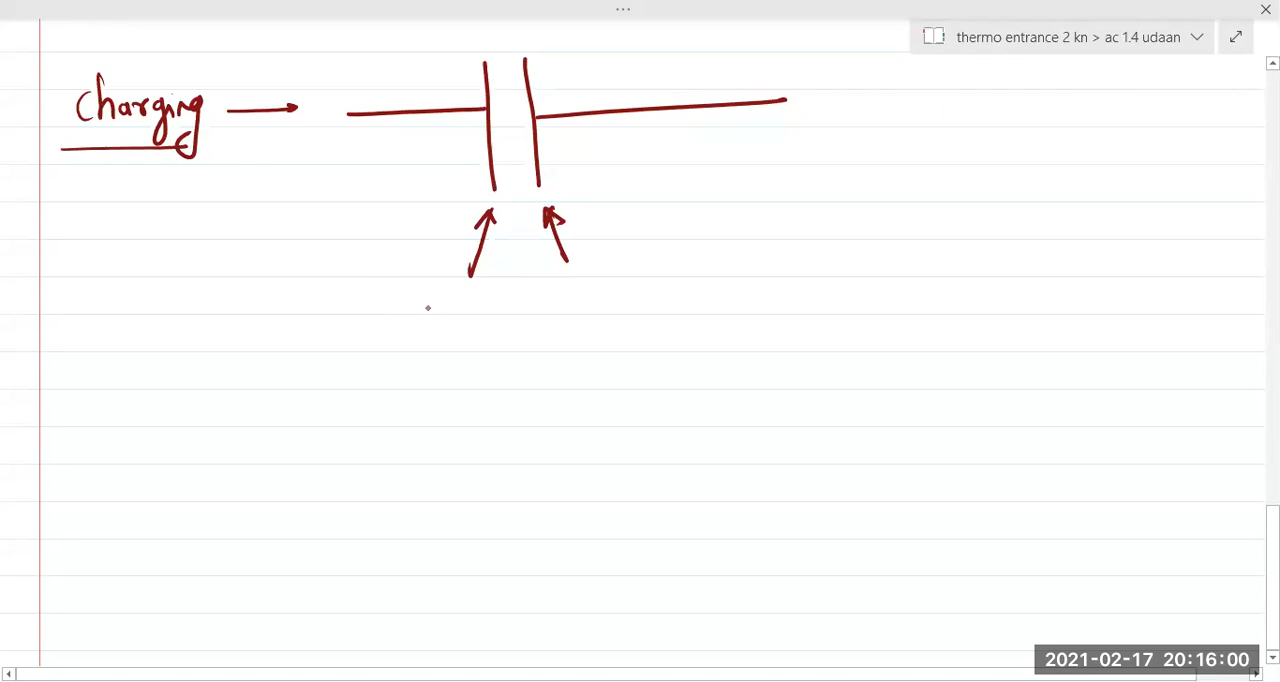 ...
thermo entrance 2 kn > ac 1.4 udaan
Charging
2021-02-17 20:16:00